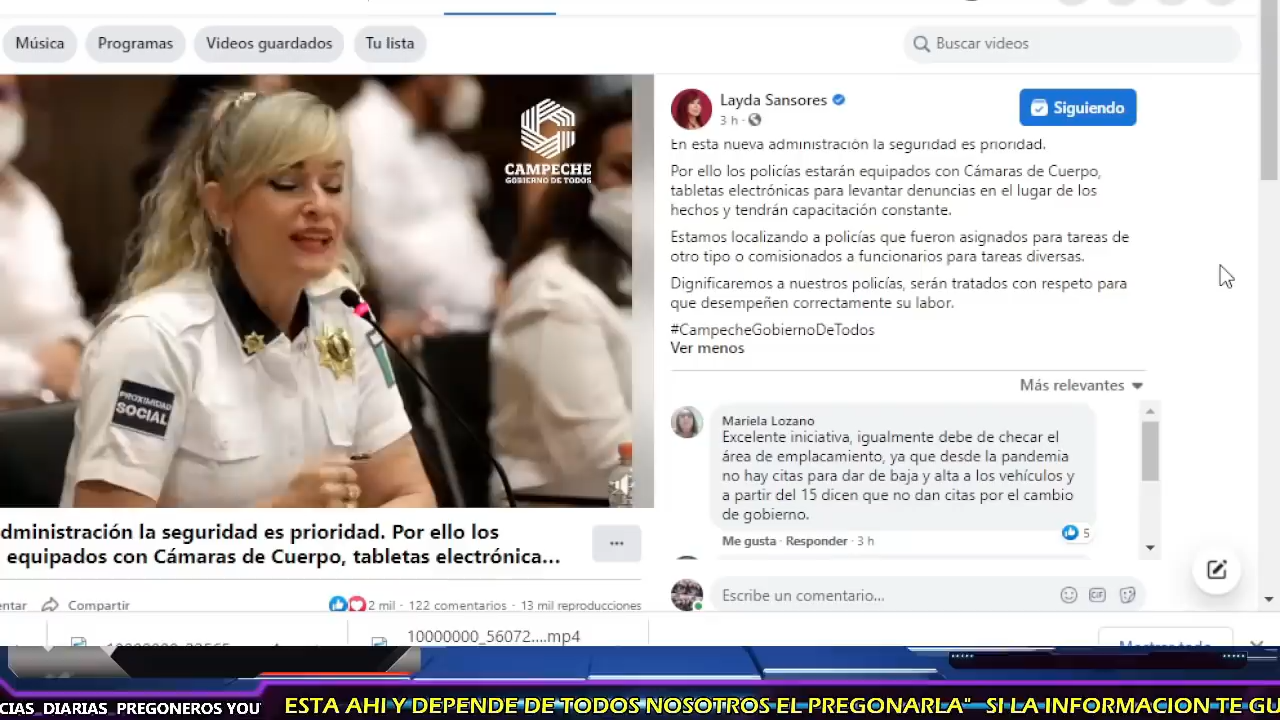 Música
Programas
Videos guardados
Tu lista
Buscar videos
CAMPECHE
GOBIERNO DE TODOS
PROXIMIDAD
SOCIAL
Layda Sansores
3 h ·
Siguiendo
En esta nueva administración la seguridad es prioridad.
Por ello los policías estarán equipados con Cámaras de Cuerpo,
tabletas electrónicas para levantar denuncias en el lugar de los
hechos y tendrán capacitación constante.
Estamos localizando a policías que fueron asignados para tareas de
otro tipo o comisionados a funcionarios para tareas diversas.
Dignificaremos a nuestros policías, serán tratados con respeto para
que desempeñen correctamente su labor.
#CampecheGobiernoDeTodos
Ver menos
Más relevantes
Mariela Lozano
Excelente iniciativa, igualmente debe de checar el
área de emplacamiento, ya que desde la pandemia
no hay citas para dar de baja y alta a los vehículos y
a partir del 15 dicen que no dan citas por el cambio
de gobierno.
5
Me gusta · Responder · 3 h
Escribe un comentario...
GIF
dministración la seguridad es prioridad. Por ello los
equipados con Cámaras de Cuerpo, tabletas electrónica...
ntar
Compartir
2 mil · 122 comentarios · 13 mil reproducciones
10000000_56072....mp4
Mostrar todo
CIAS_DIARIAS_PREGONEROS YOU
ESTA AHI Y DEPENDE DE TODOS NOSOTROS EL PREGONARLA" SI LA INFORMACION TE GU